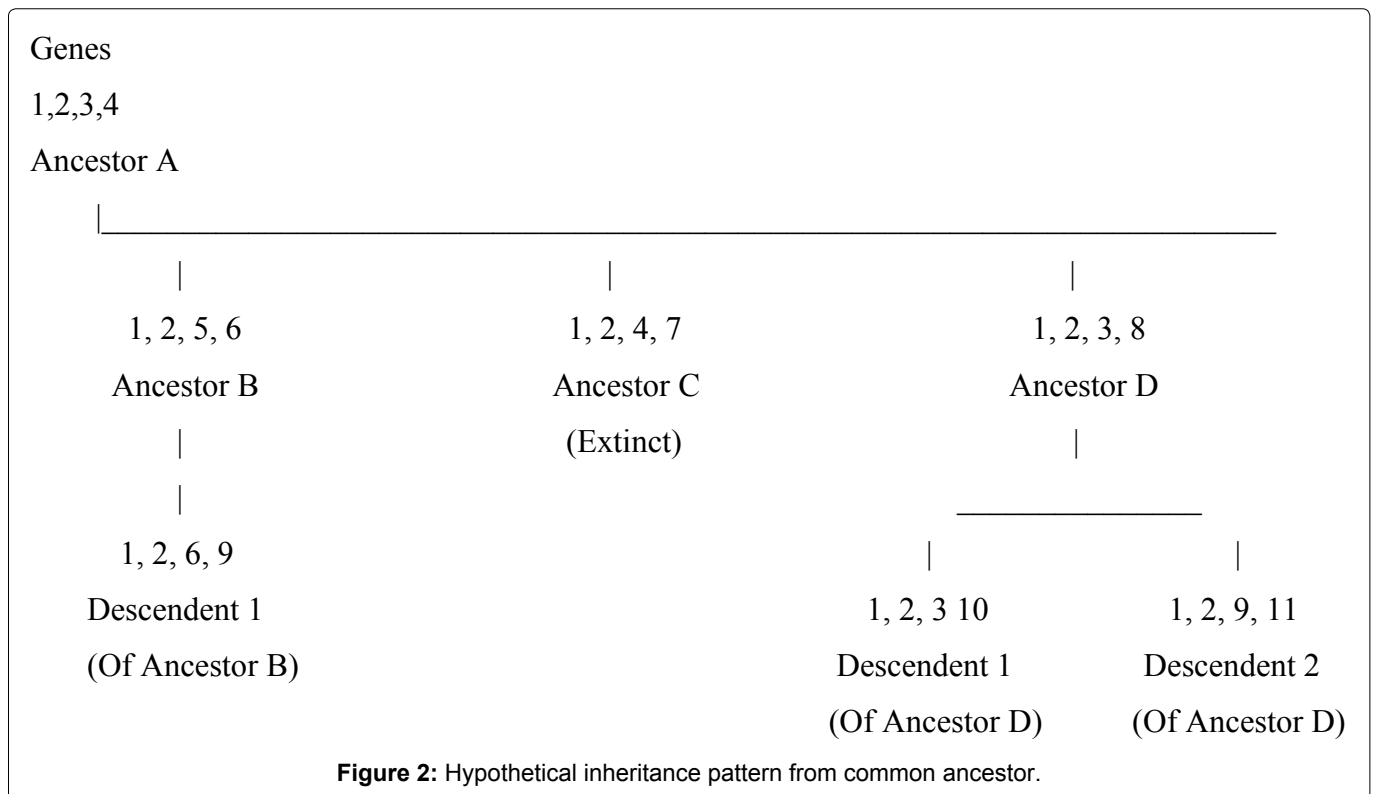 Genes
1,2,3,4
Ancestor A
1, 2, 5, 6 1, 2, 4, 7 1, 2, 3, 8
Ancestor B Ancestor C Ancestor D
(Extinct)
1, 2, 6, 9 1, 2, 3 10 1, 2, 9, 11
Descendent 1 Descendent 1 Descendent 2
(Of Ancestor B) (Of Ancestor D) (Of Ancestor D)
Figure 2: Hypothetical inheritance pattern from common ancestor.